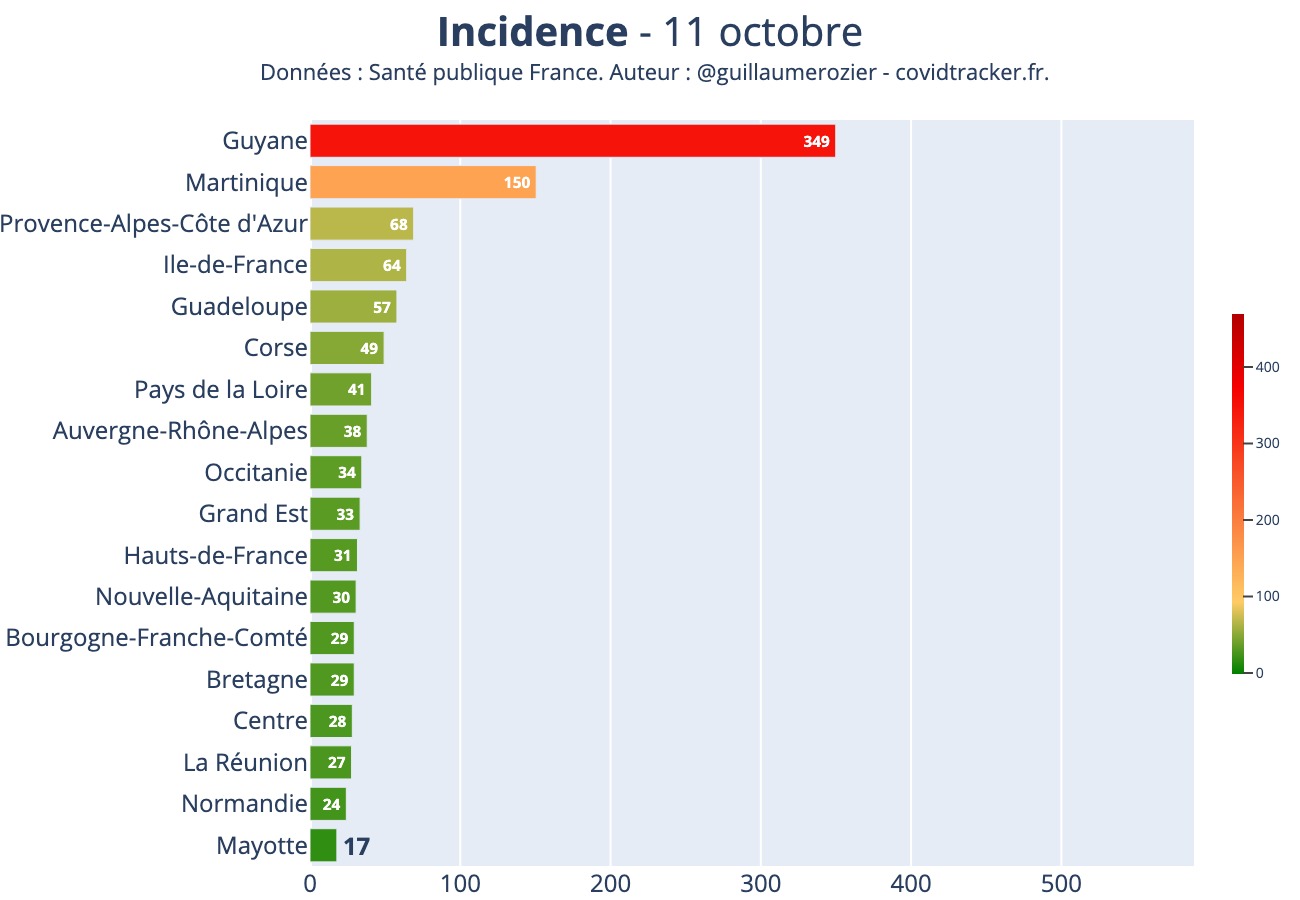 Incidence - 11 octobre
Données : Santé publique France. Auteur : @guillaumerozier - covidtracker.fr.
Guyane 349
Martinique 150
Provence-Alpes-Côte d'Azur 68
Ile-de-France 64
Guadeloupe 57
Corse 49
Pays de la Loire 41
Auvergne-Rhône-Alpes 38
Occitanie 34
Grand Est 33
Hauts-de-France 31
Nouvelle-Aquitaine 30
Bourgogne-Franche-Comté 29
Bretagne 29
Centre 28
La Réunion 27
Normandie 24
Mayotte 17
0 100 200 300 400 500
400
300
200
100
0